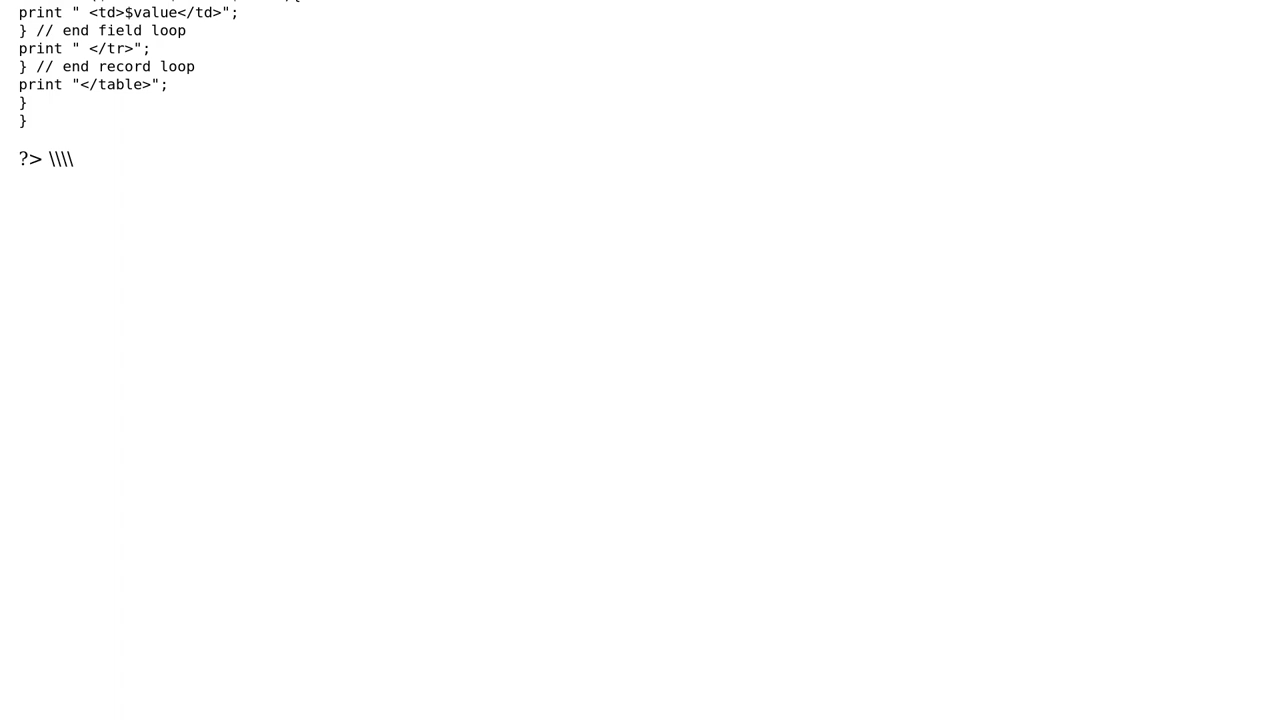 print " <td>$value</td>";
} // end field loop
print " </tr>";
} // end record loop
print "</table>";
}
}
?> \\\\